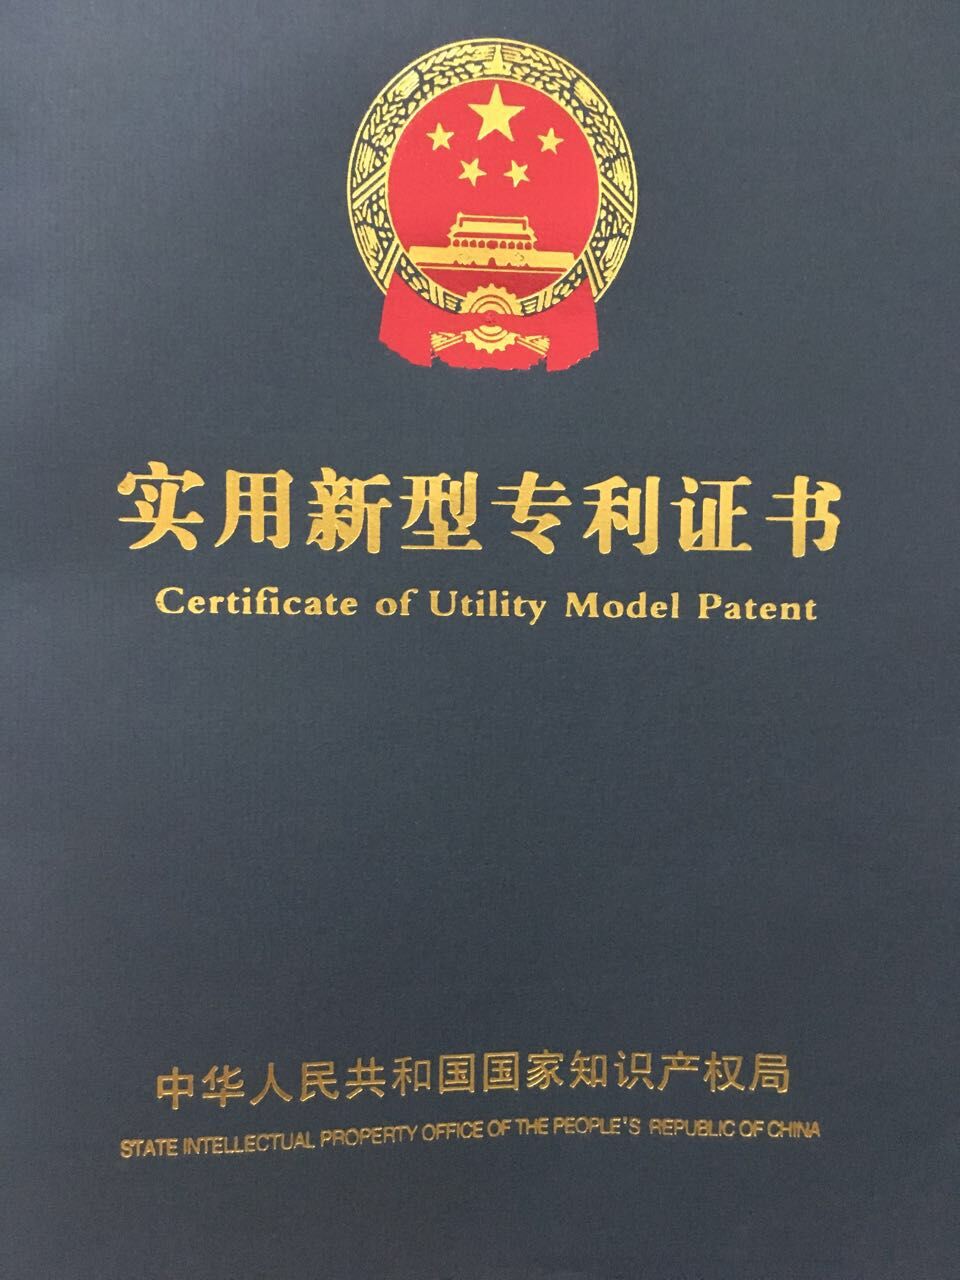 实用新型专利证书
Certificate of Utility Model Patent
中华人民共和国国家知识产权局
STATE INTELLECTUAL PROPERTY OFFICE OF THE PEOPLE'S REPUBLIC OF CHINA